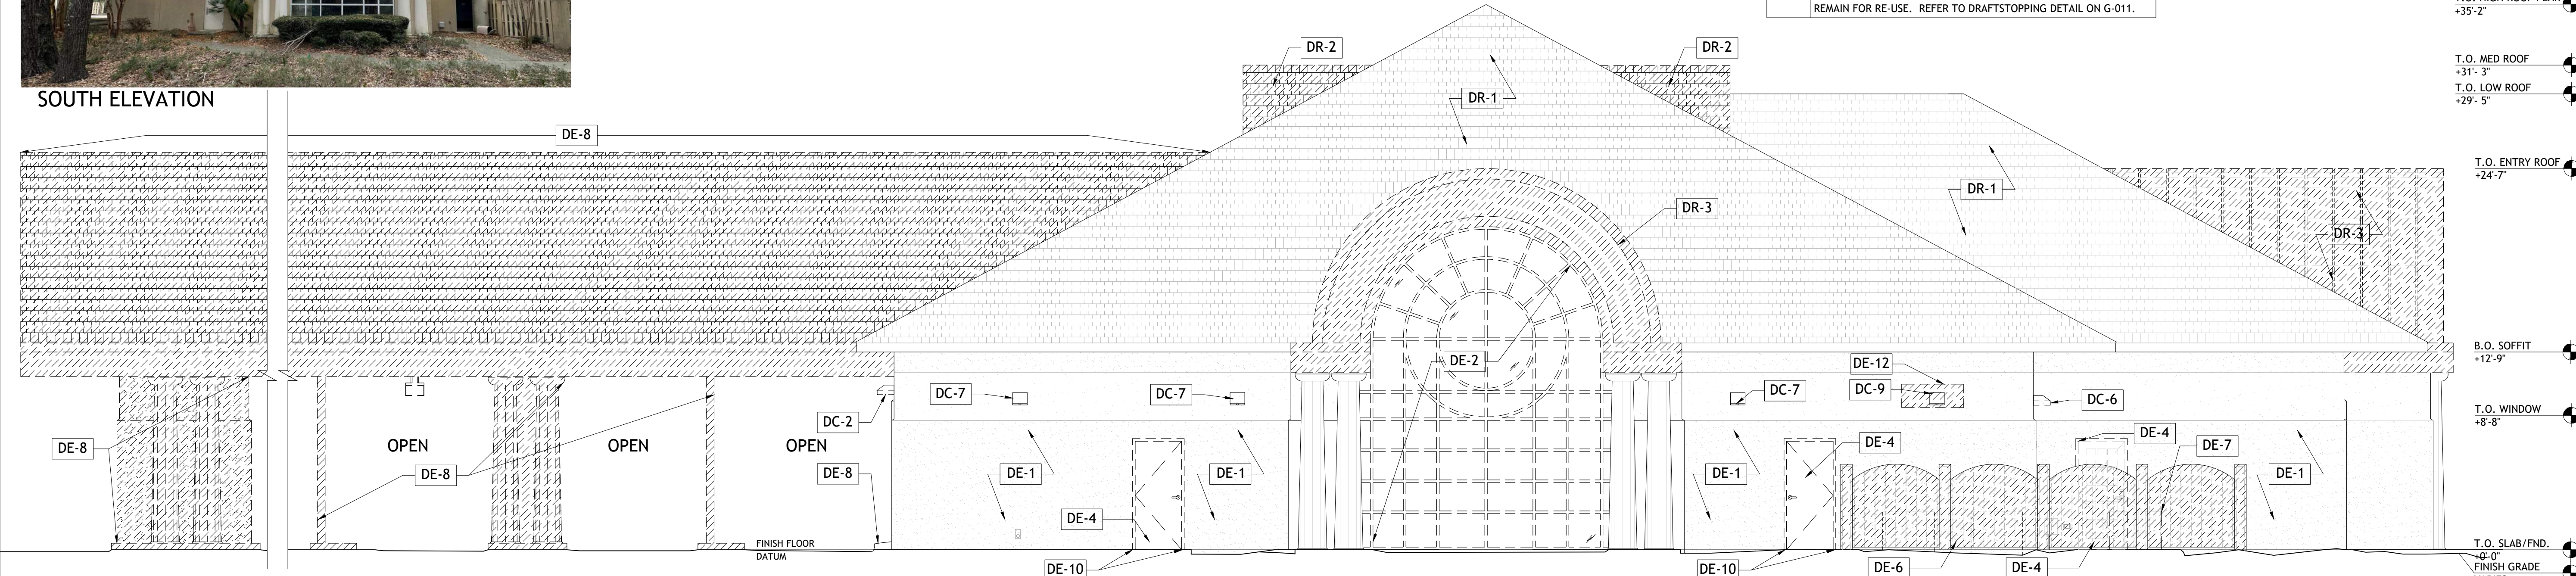 REMAIN FOR RE-USE.  REFER TO DRAFTSTOPPING DETAIL ON G-011.
+35'-2"
DR-2
DR-2
T.O. MED ROOF
+31'- 3"
T.O. LOW ROOF
+29'- 5"
SOUTH ELEVATION
DR-1
DE-8
T.O. ENTRY ROOF
+24'-7"
DR-1
DR-3
DR-3
B.O. SOFFIT
+12'-9"
DE-2
DE-12
DC-7
DC-7
DC-7
DC-9
DC-6
DC-2
T.O. WINDOW
+8'-8"
DE-8
OPEN
OPEN
OPEN
DE-4
DE-4
DE-7
DE-8
DE-8
DE-1
DE-1
DE-1
DE-1
DE-4
FINISH FLOOR
DATUM
T.O. SLAB/FND.
+0'-0"
FINISH GRADE
DE-10
DE-10
DE-6
DE-4